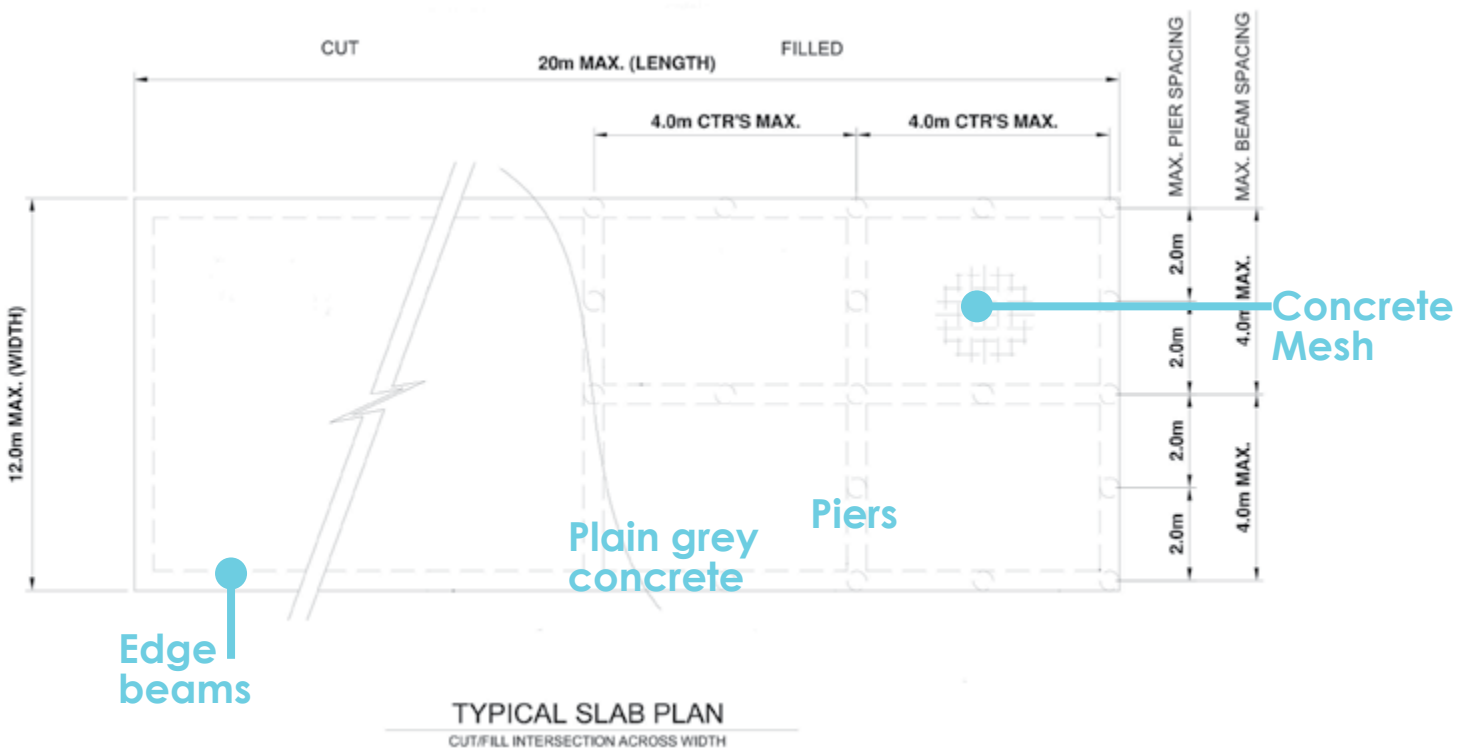 CUT
FILLED
20m MAX. (LENGTH)
4.0m CTR'S MAX.
4.0m CTR'S MAX.
MAX. PIER SPACING
MAX. BEAM SPACING
12.0m MAX. (WIDTH)
2.0m
2.0m
2.0m
2.0m
4.0m MAX.
4.0m MAX.
Concrete
Mesh
Piers
Plain grey
concrete
Edge
beams
TYPICAL SLAB PLAN
CUT/FILL INTERSECTION ACROSS WIDTH